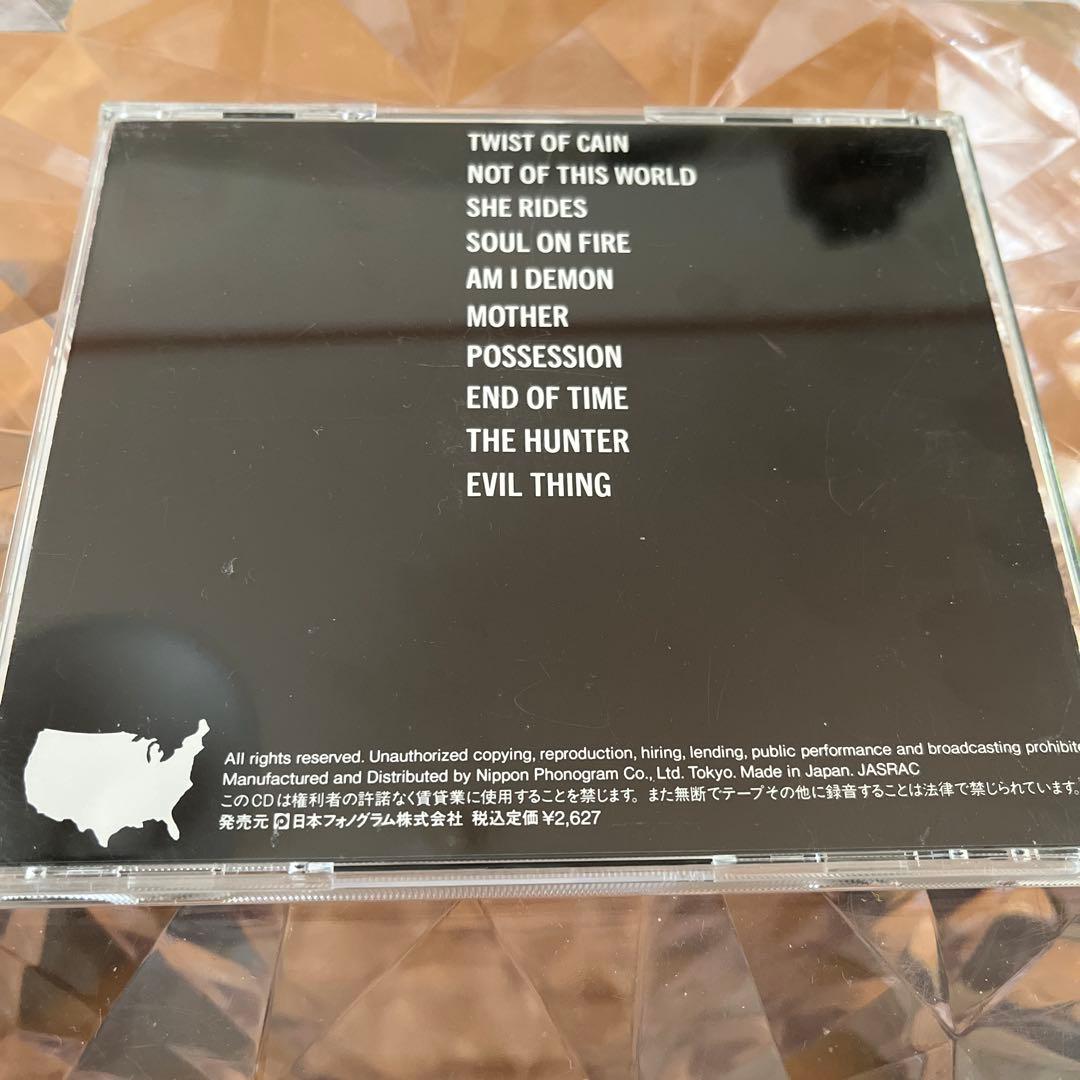 TWIST OF CAIN
NOT OF THIS WORLD
SHE RIDES
SOUL ON FIRE
AM I DEMON
MOTHER
POSSESSION
END OF TIME
THE HUNTER
EVIL THING
All rights reserved. Unauthorized copying, reproduction, hiring, lending, public performance and broadcasting prohibite
Manufactured and Distributed by Nippon Phonogram Co., Ltd. Tokyo. Made in Japan. JASRAC
このCDは権利者の許諾なく賃貸業に使用することを禁じます。また無断でテープその他に録音することは法律で禁じられています。
発売元 日本フォノグラム株式会社 税込定価¥2,627